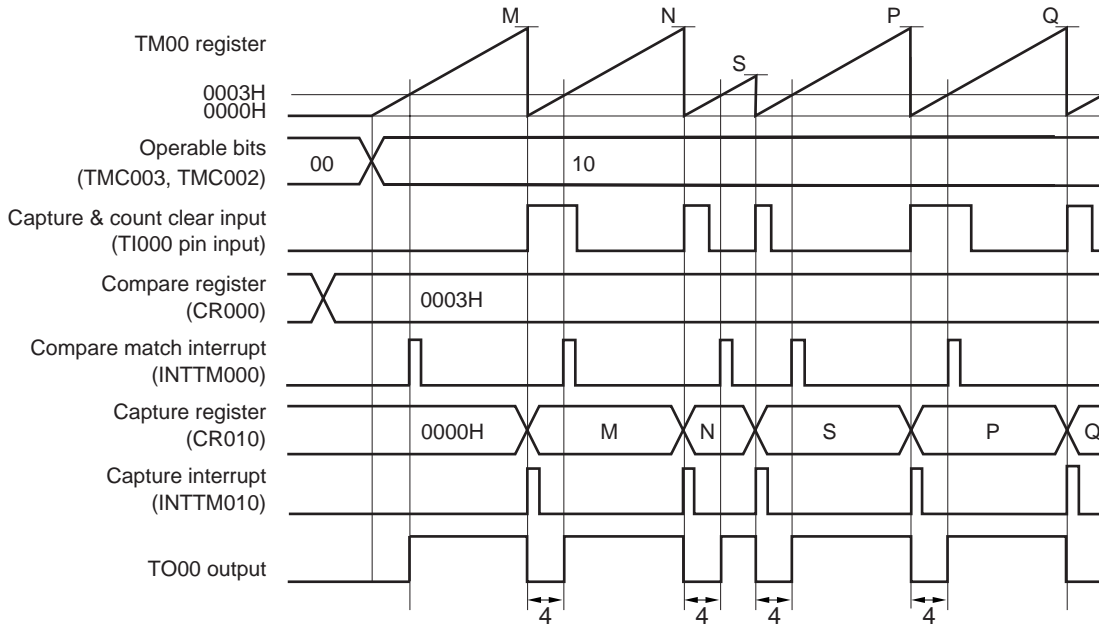 M N P Q
TM00 register
S
0003H
0000H
Operable bits
(TMC003, TMC002)
00 10
Capture & count clear input
(TI000 pin input)
Compare register
(CR000)
0003H
Compare match interrupt
(INTTM000)
Capture register
(CR010)
0000H M N S P Q
Capture interrupt
(INTTM010)
TO00 output
4 4 4 4